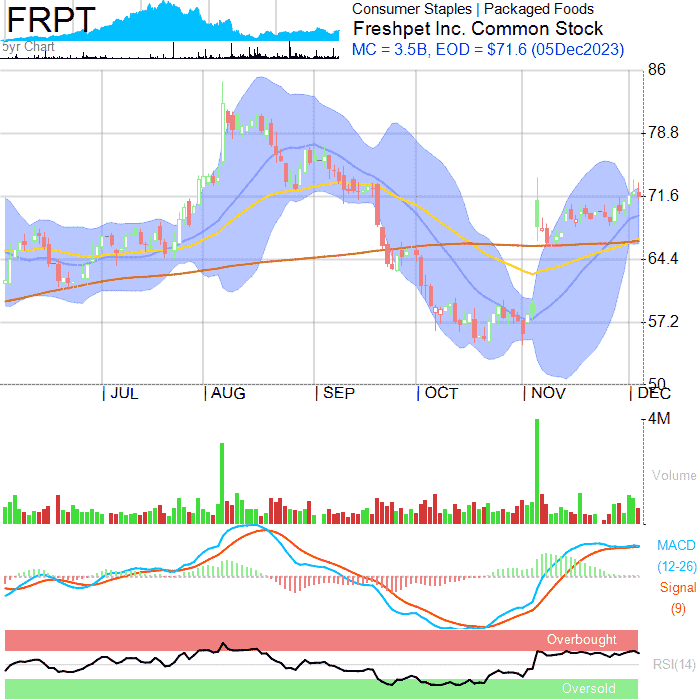 FRPT
Consumer Staples | Packaged Foods
Freshpet Inc. Common Stock
5yr Chart
MC = 3.5B, EOD = $71.6 (05Dec2023)
86
78.8
71.6
64.4
57.2
50
JUL AUG SEP OCT NOV DEC
4M
Volume
MACD
(12-26)
Signal
(9)
Overbought
RSI(14)
Oversold